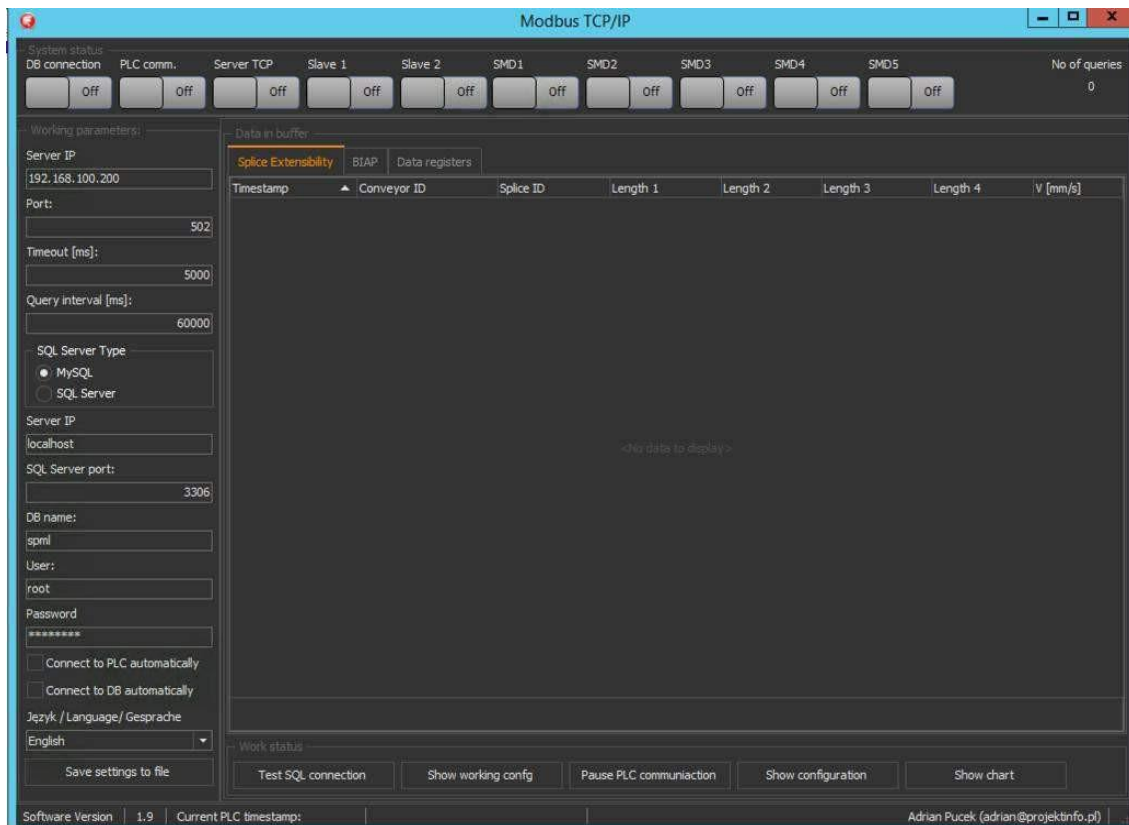 Modbus TCP/IP
System status
DB connection PLC comm. Server TCP Slave 1 Slave 2 SMD1 SMD2 SMD3 SMD4 SMD5 No of queries
Off Off Off Off Off Off Off Off Off Off 0
Working parameters:
Server IP
192.168.100.200
Port:
502
Timeout [ms]:
5000
Query interval [ms]:
60000
SQL Server Type
MySQL
SQL Server
Server IP
localhost
SQL Server port:
3306
DB name:
spml
User:
root
Password
********
Connect to PLC automatically
Connect to DB automatically
Język / Language/ Gesprache
English
Save settings to file
Data in buffer
Splice Extensibility BIAP Data registers
Timestamp Conveyor ID Splice ID Length 1 Length 2 Length 3 Length 4 V [mm/s]
<No data to display>
Work status
Test SQL connection Show working confg Pause PLC communiaction Show configuration Show chart
Software Version 1.9 Current PLC timestamp: Adrian Pucek (adrian@projektinfo.pl)